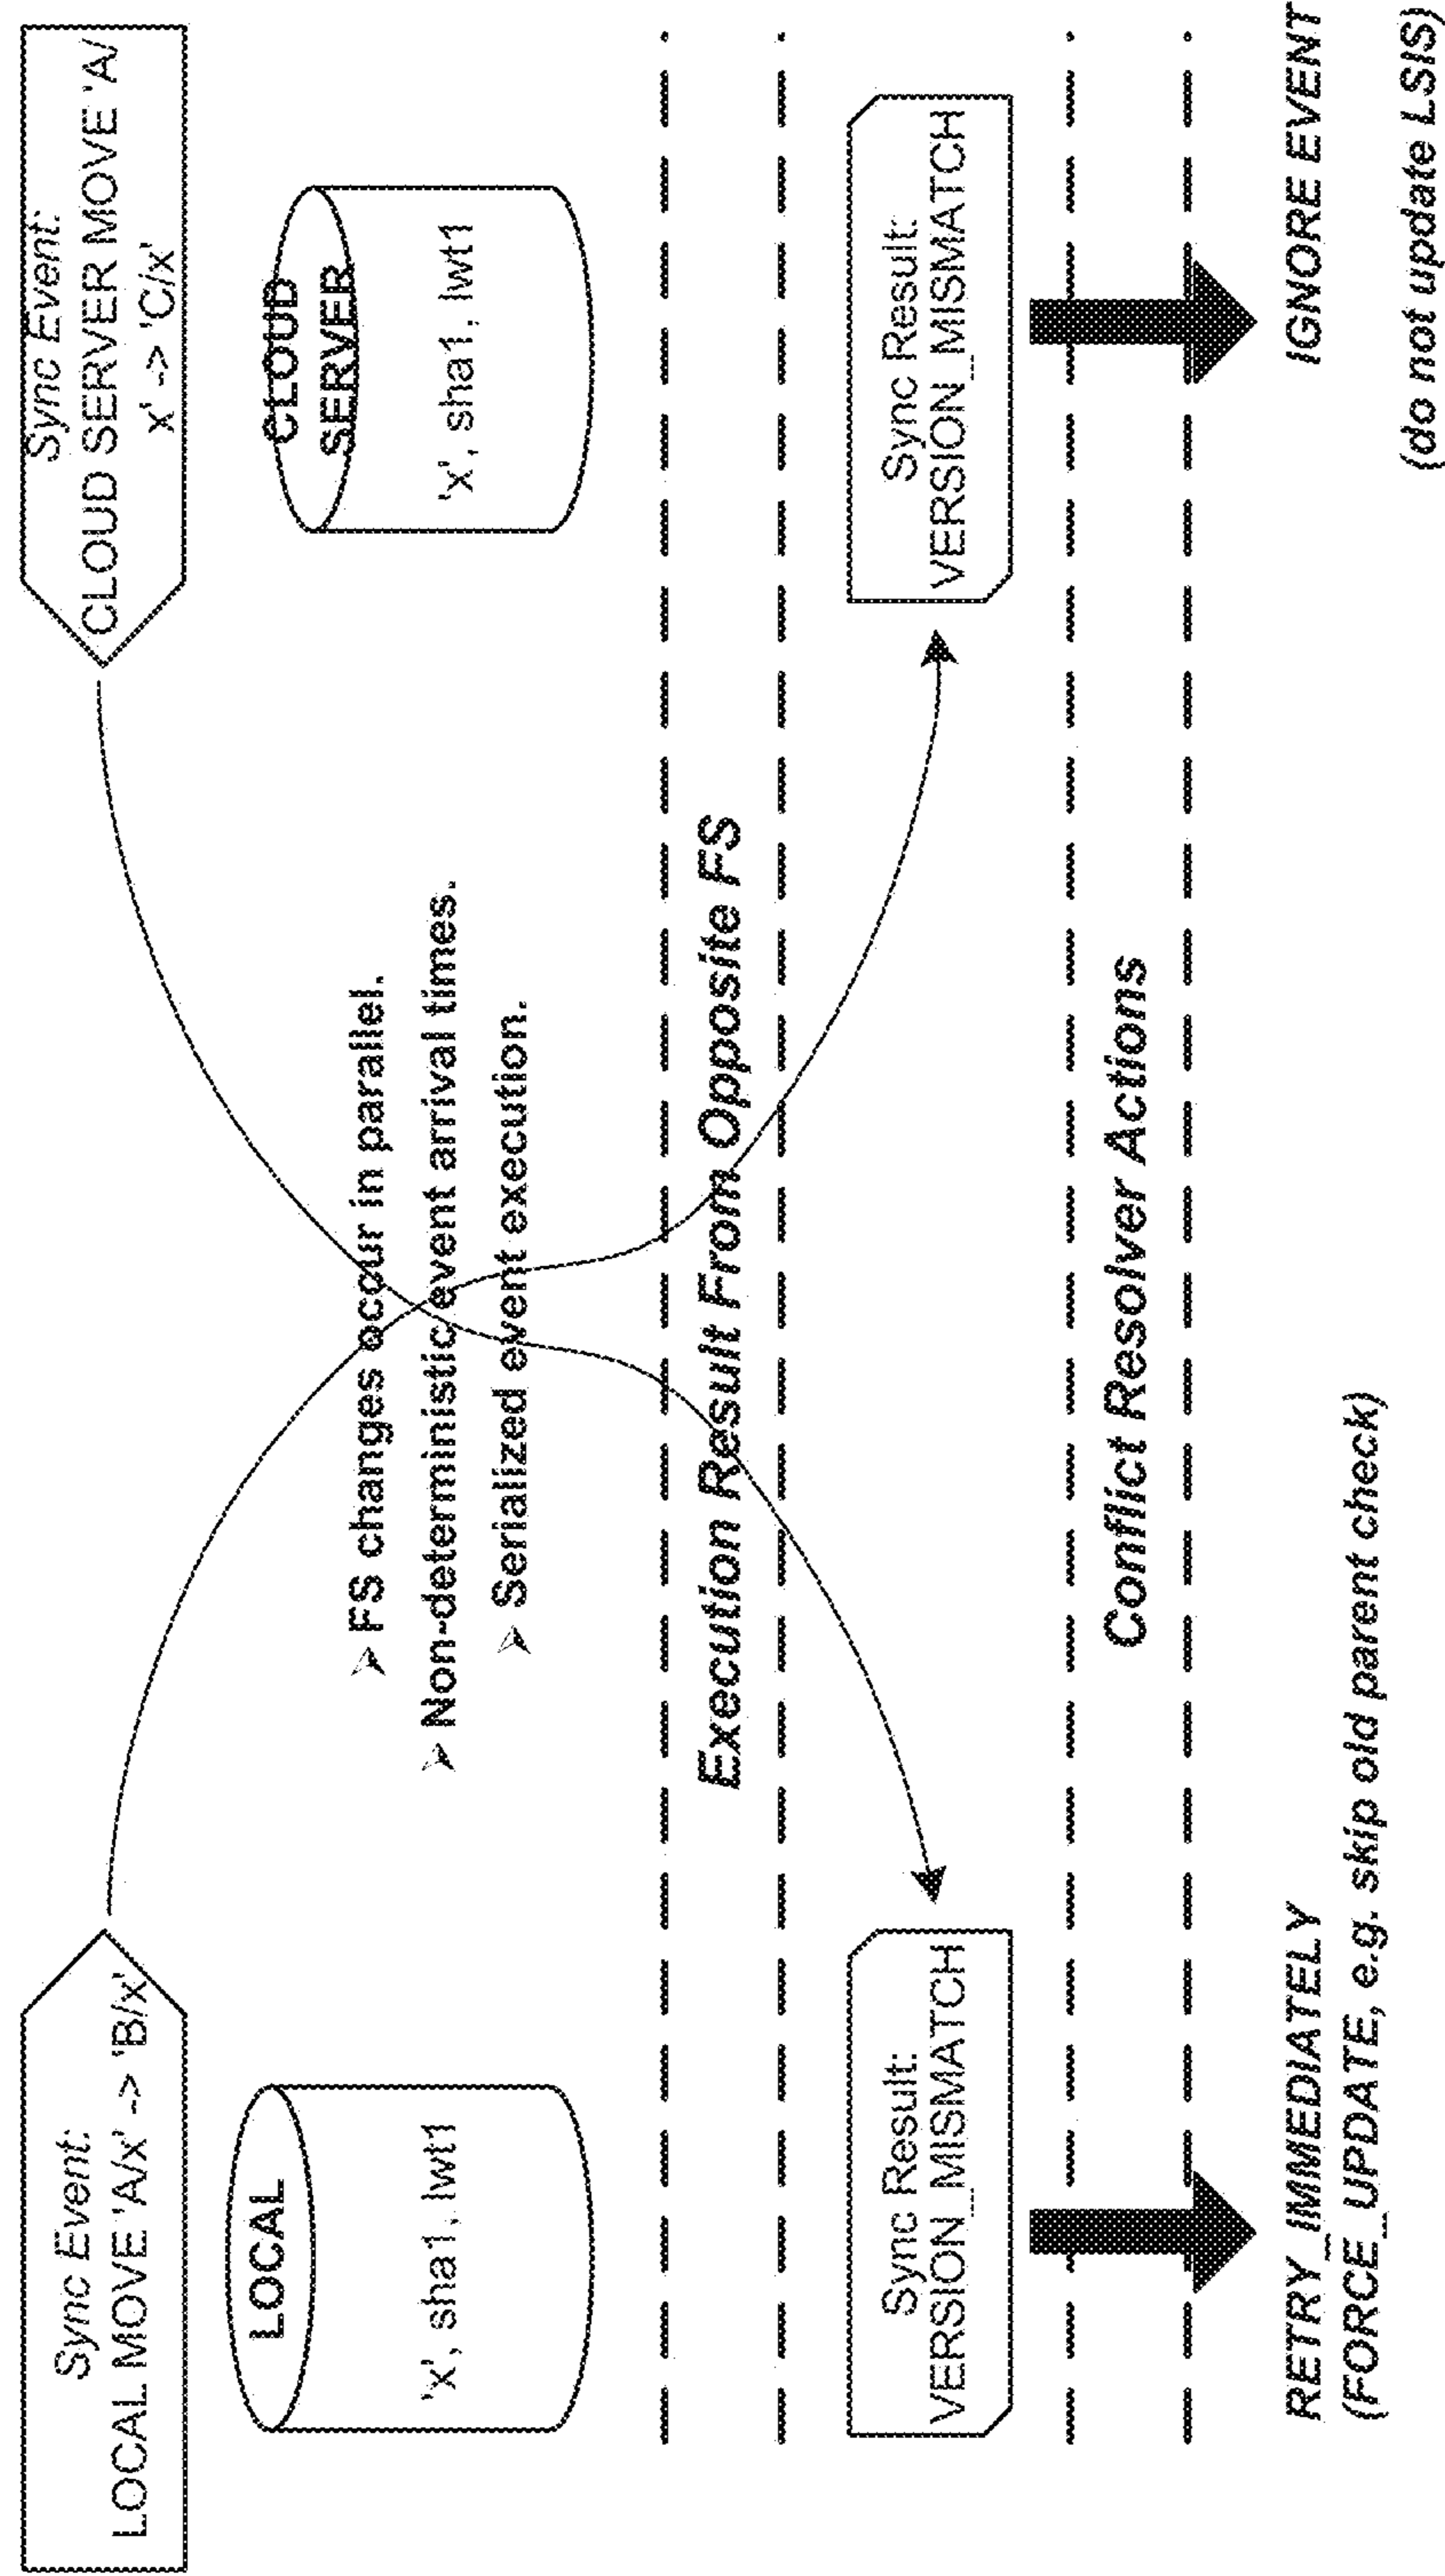 Sync Event:
LOCAL MOVE 'A/x' -> 'B/x'
Sync Event:
CLOUD SERVER MOVE 'A/
x' -> 'C/x'
LOCAL
'x', sha1, lwt1
CLOUD
SERVER
'x', sha1, lwt1
➢ FS changes occur in parallel.
➢ Non-deterministic event arrival times.
➢ Serialized event execution.
Execution Result From Opposite FS
Sync Result:
VERSION_MISMATCH
Sync Result:
VERSION_MISMATCH
Conflict Resolver Actions
RETRY_IMMEDIATELY
(FORCE_UPDATE, e.g. skip old parent check)
IGNORE EVENT
(do not update LSIS)